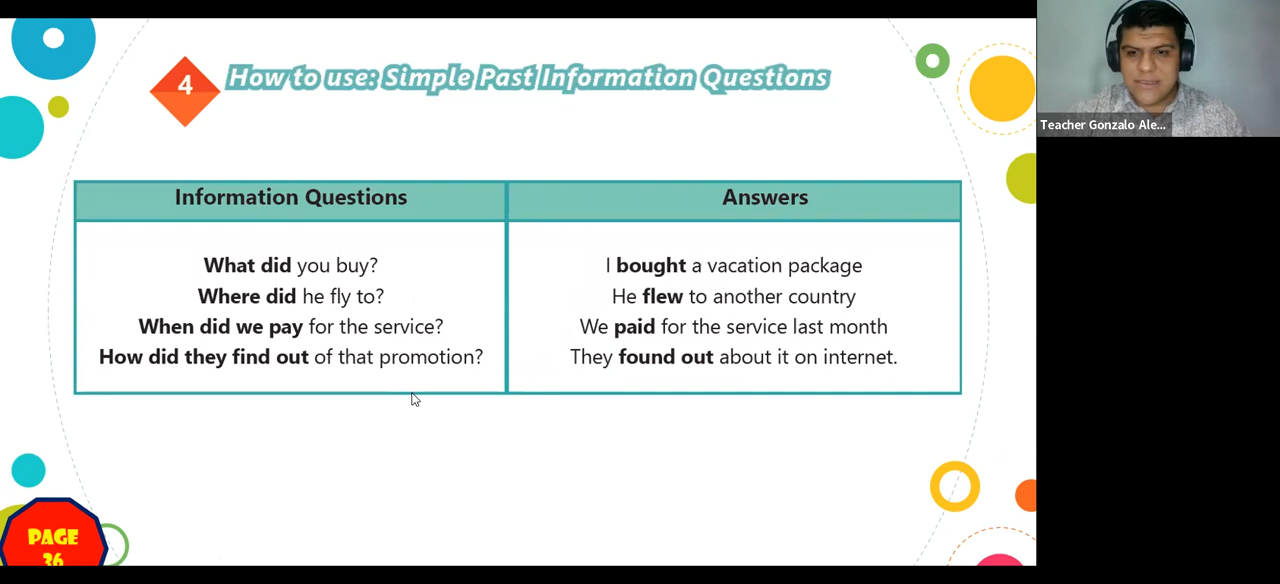 4
How to use: Simple Past Information Questions
Teacher Gonzalo Ale...
Information Questions
Answers
What did you buy?
I bought a vacation package
Where did he fly to?
He flew to another country
When did we pay for the service?
We paid for the service last month
How did they find out of that promotion?
They found out about it on internet.
PAGE
36